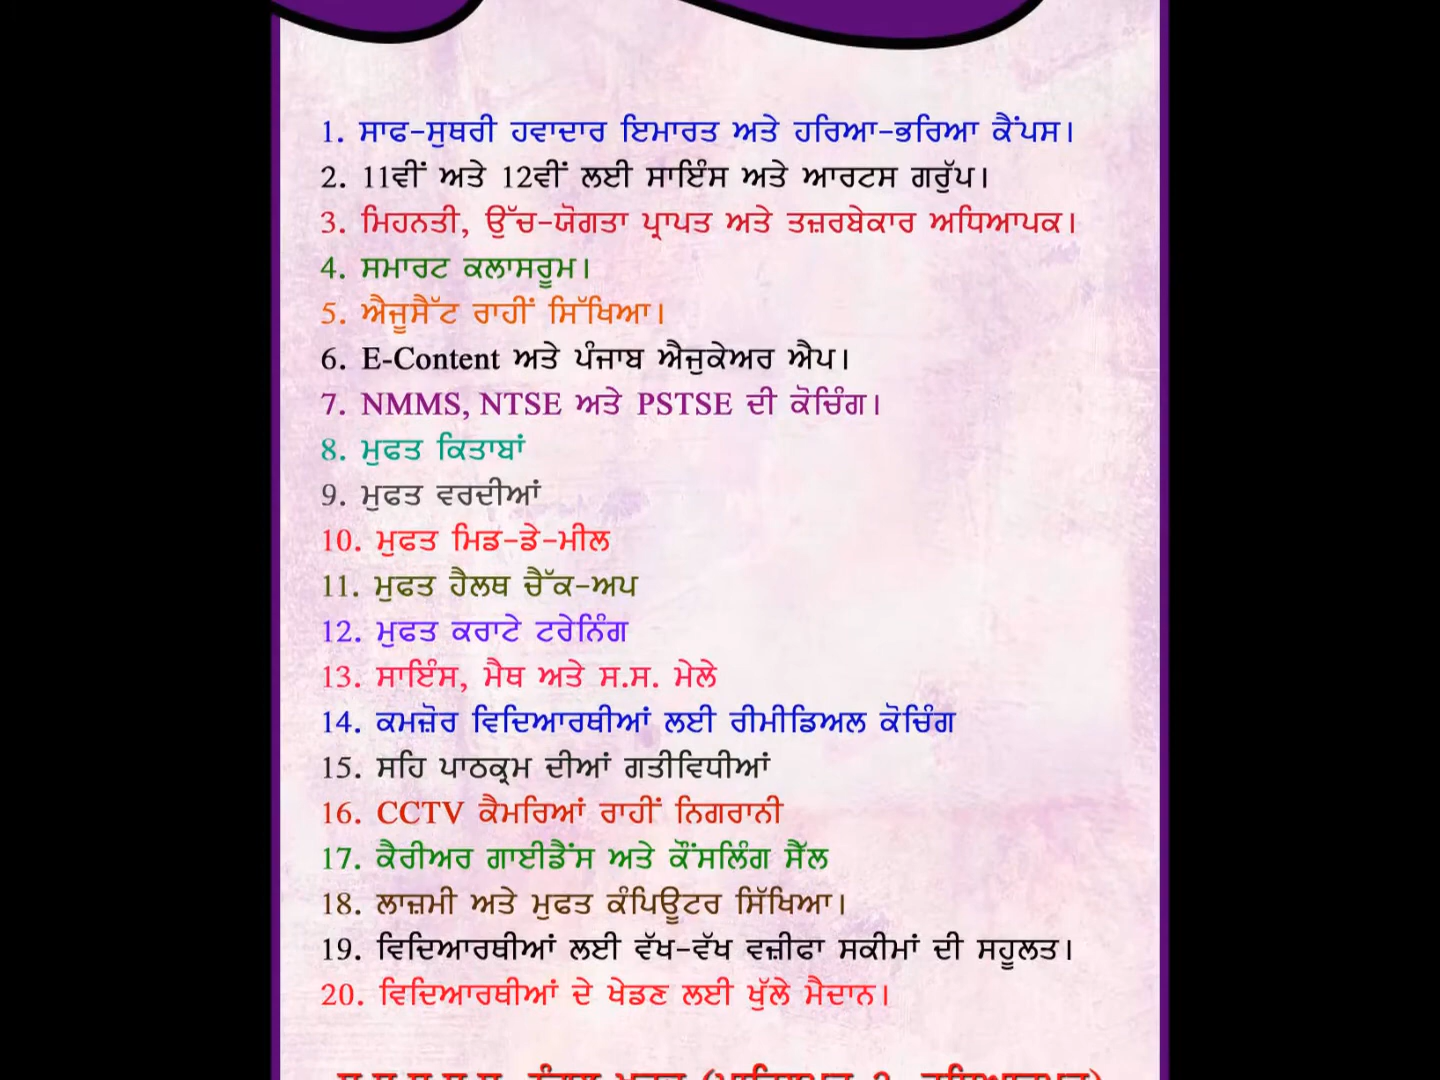 1. ਸਾਫ-ਸੁਥਰੀ ਹਵਾਦਾਰ ਇਮਾਰਤ ਅਤੇ ਹਰਿਆ-ਭਰਿਆ ਕੈਂਪਸ।
2. 11ਵੀਂ ਅਤੇ 12ਵੀਂ ਲਈ ਸਾਇੰਸ ਅਤੇ ਆਰਟਸ ਗਰੁੱਪ।
3. ਮਿਹਨਤੀ, ਉੱਚ-ਯੋਗਤਾ ਪ੍ਰਾਪਤ ਅਤੇ ਤਜ਼ਰਬੇਕਾਰ ਅਧਿਆਪਕ।
4. ਸਮਾਰਟ ਕਲਾਸਰੂਮ।
5. ਐਜੂਸੈੱਟ ਰਾਹੀਂ ਸਿੱਖਿਆ।
6. E-Content ਅਤੇ ਪੰਜਾਬ ਐਜੁਕੇਅਰ ਐਪ।
7. NMMS, NTSE ਅਤੇ PSTSE ਦੀ ਕੋਚਿੰਗ।
8. ਮੁਫਤ ਕਿਤਾਬਾਂ
9. ਮੁਫਤ ਵਰਦੀਆਂ
10. ਮੁਫਤ ਮਿਡ-ਡੇ-ਮੀਲ
11. ਮੁਫਤ ਹੈਲਥ ਚੈੱਕ-ਅਪ
12. ਮੁਫਤ ਕਰਾਟੇ ਟਰੇਨਿੰਗ
13. ਸਾਇੰਸ, ਮੈਥ ਅਤੇ ਸ.ਸ. ਮੇਲੇ
14. ਕਮਜ਼ੋਰ ਵਿਦਿਆਰਥੀਆਂ ਲਈ ਰੀਮੀਡਿਅਲ ਕੋਚਿੰਗ
15. ਸਹਿ ਪਾਠਕ੍ਰਮ ਦੀਆਂ ਗਤੀਵਿਧੀਆਂ
16. CCTV ਕੈਮਰਿਆਂ ਰਾਹੀਂ ਨਿਗਰਾਨੀ
17. ਕੈਰੀਅਰ ਗਾਈਡੈਂਸ ਅਤੇ ਕੌਂਸਲਿੰਗ ਸੈੱਲ
18. ਲਾਜ਼ਮੀ ਅਤੇ ਮੁਫਤ ਕੰਪਿਊਟਰ ਸਿੱਖਿਆ।
19. ਵਿਦਿਆਰਥੀਆਂ ਲਈ ਵੱਖ-ਵੱਖ ਵਜ਼ੀਫਾ ਸਕੀਮਾਂ ਦੀ ਸਹੂਲਤ।
20. ਵਿਦਿਆਰਥੀਆਂ ਦੇ ਖੇਡਣ ਲਈ ਖੁੱਲੇ ਮੈਦਾਨ।